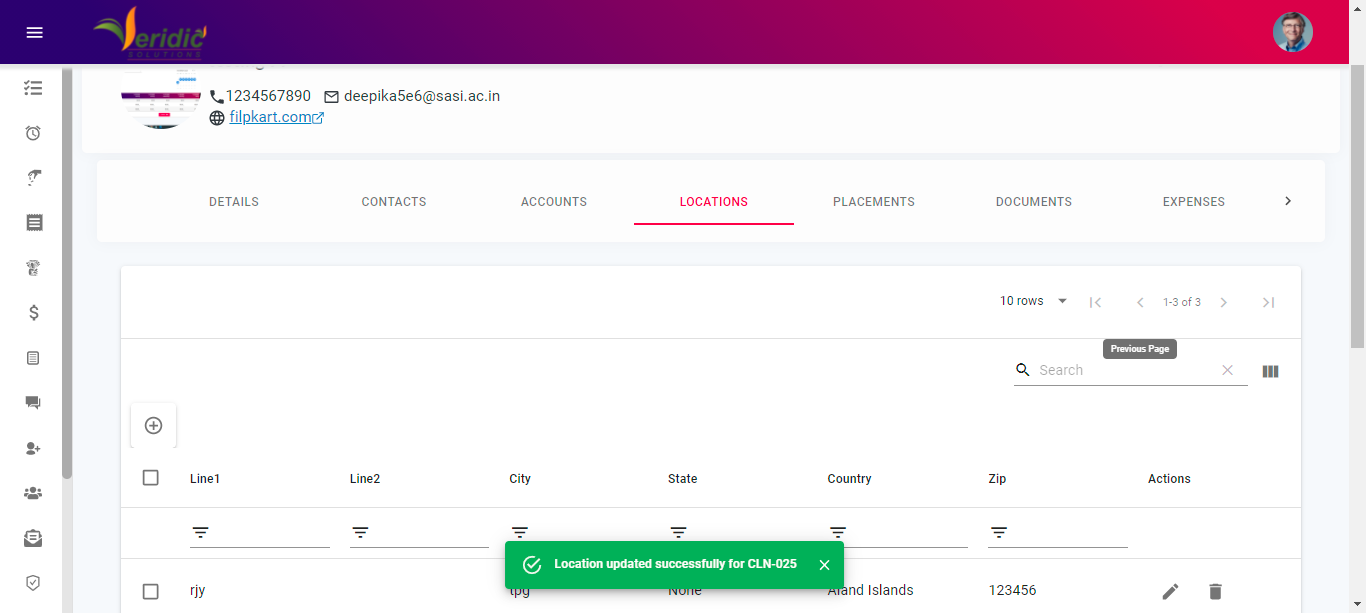 Veridic
SOLUTIONS
1234567890 deepika5e6@sasi.ac.in
filpkart.com
DETAILS CONTACTS ACCOUNTS LOCATIONS PLACEMENTS DOCUMENTS EXPENSES
10 rows 1-3 of 3
Previous Page
Search
Line1 Line2 City State Country Zip Actions
Location updated successfully for CLN-025
rjy tpg None Aland Islands 123456